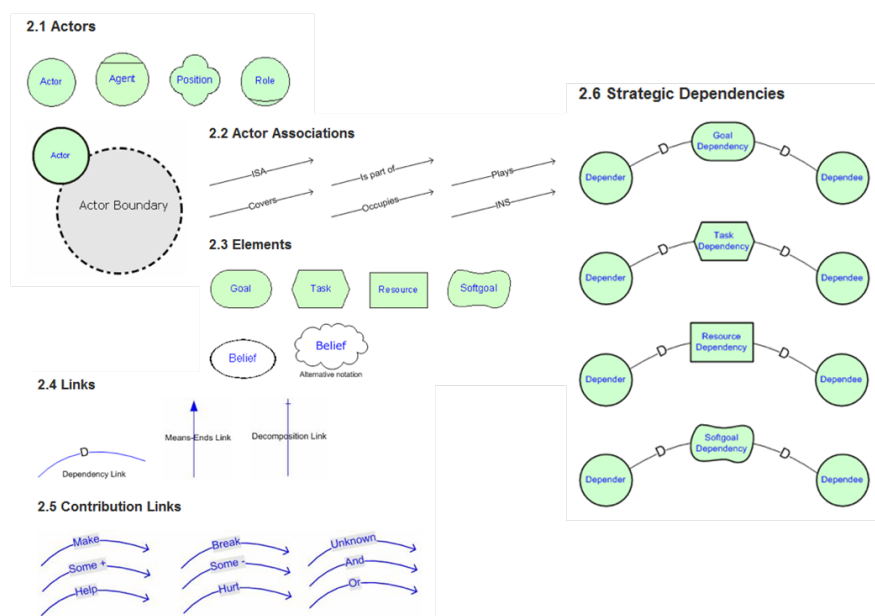 2.1 Actors
Actor
Agent
Position
Role
Actor
Actor Boundary
2.2 Actor Associations
ISA
Is part of
Plays
Covers
Occupies
INS
2.3 Elements
Goal
Task
Resource
Softgoal
Belief
Belief
Alternative notation
2.4 Links
D
Dependency Link
Means-Ends Link
Decomposition Link
2.5 Contribution Links
Make
Break
Unknown
Some +
Some -
And
Help
Hurt
Or
2.6 Strategic Dependencies
Depender
D
Goal
Dependency
D
Dependee
Depender
D
Task
Dependency
D
Dependee
Depender
D
Resource
Dependency
D
Dependee
Depender
D
Softgoal
Dependency
D
Dependee